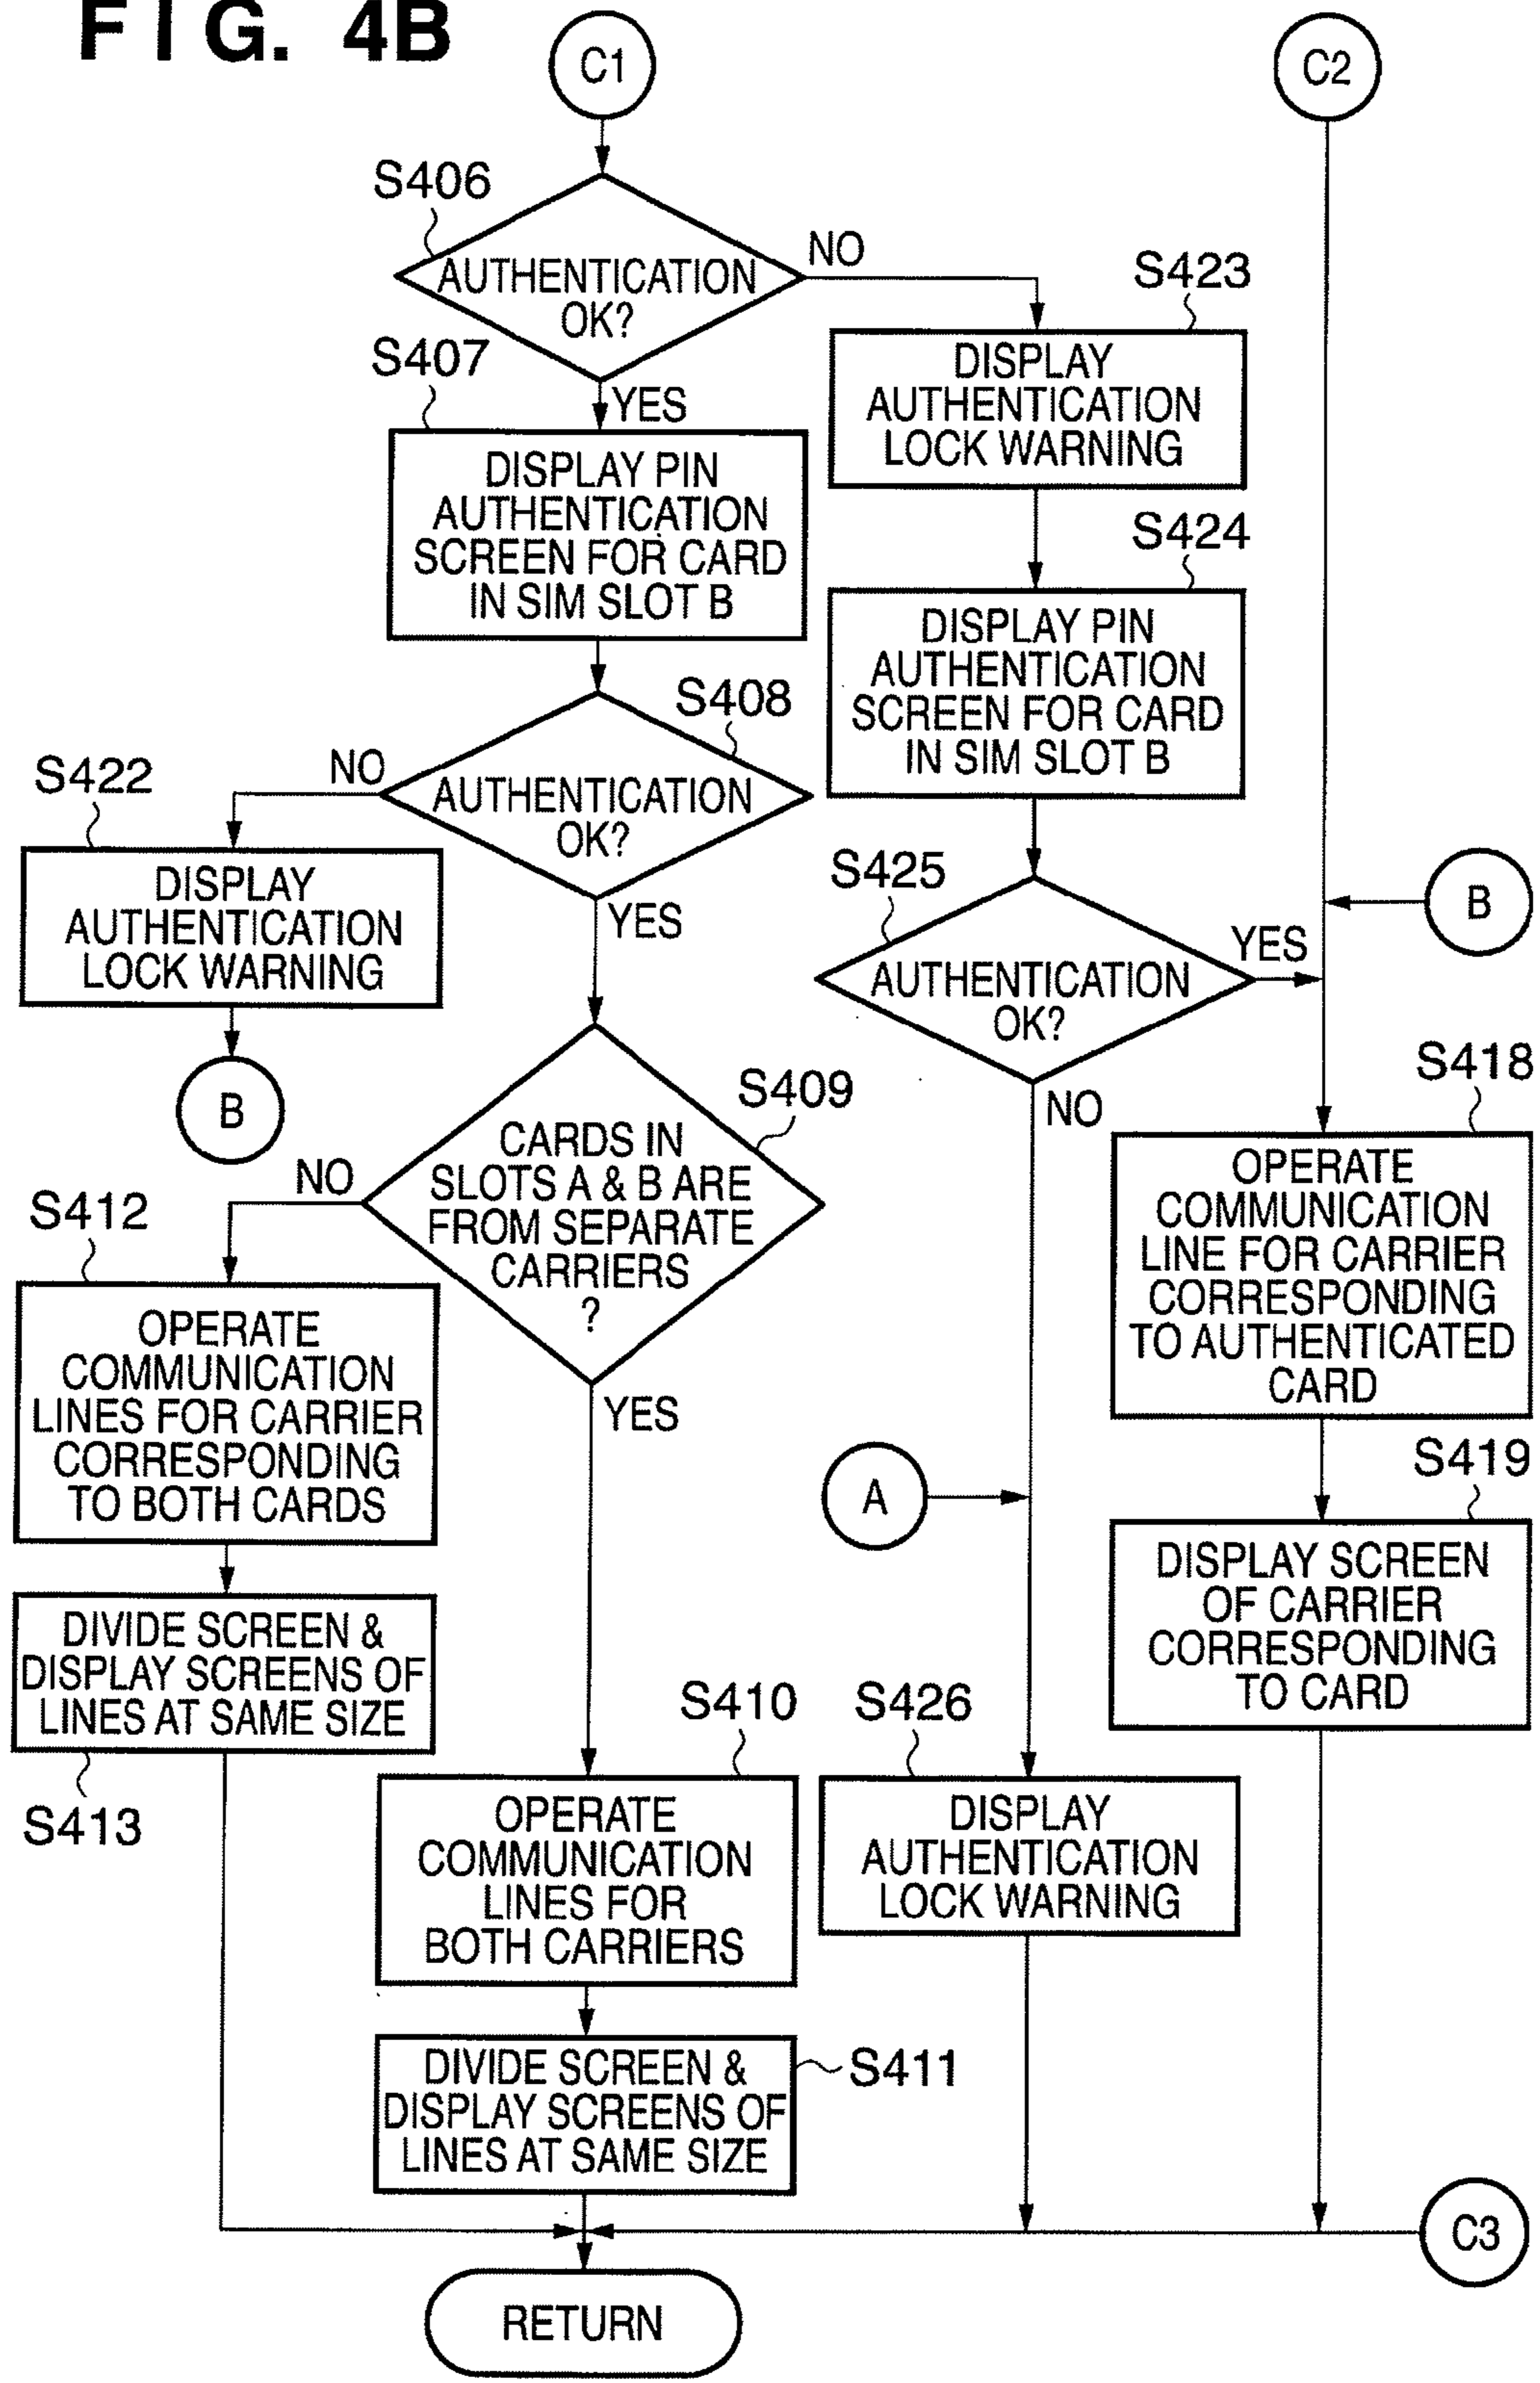 FIG. 4B
C1
C2
S406
AUTHENTICATION
OK?
NO
YES
S423
DISPLAY
AUTHENTICATION
LOCK WARNING
S407
DISPLAY PIN
AUTHENTICATION
SCREEN FOR CARD
IN SIM SLOT B
S424
DISPLAY PIN
AUTHENTICATION
SCREEN FOR CARD
IN SIM SLOT B
S408
AUTHENTICATION
OK?
NO
YES
S422
DISPLAY
AUTHENTICATION
LOCK WARNING
B
S425
AUTHENTICATION
OK?
YES
NO
B
S409
CARDS IN
SLOTS A & B ARE
FROM SEPARATE
CARRIERS
?
NO
YES
S418
OPERATE
COMMUNICATION
LINE FOR CARRIER
CORRESPONDING
TO AUTHENTICATED
CARD
S412
OPERATE
COMMUNICATION
LINES FOR CARRIER
CORRESPONDING
TO BOTH CARDS
A
S419
DISPLAY SCREEN
OF CARRIER
CORRESPONDING
TO CARD
DIVIDE SCREEN &
DISPLAY SCREENS OF
LINES AT SAME SIZE
S413
S410
OPERATE
COMMUNICATION
LINES FOR
BOTH CARRIERS
S426
DISPLAY
AUTHENTICATION
LOCK WARNING
DIVIDE SCREEN &
DISPLAY SCREENS OF
LINES AT SAME SIZE
S411
C3
RETURN